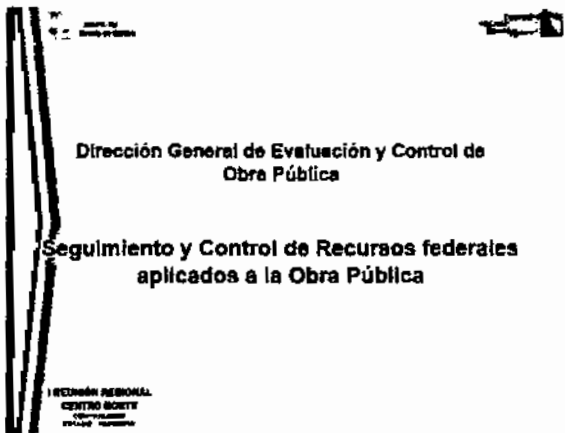 Dirección General de Evaluación y Control de
Obra Pública
Seguimiento y Control de Recursos federales
aplicados a la Obra Pública
I REUNIÓN REGIONAL
CENTRO NORTE